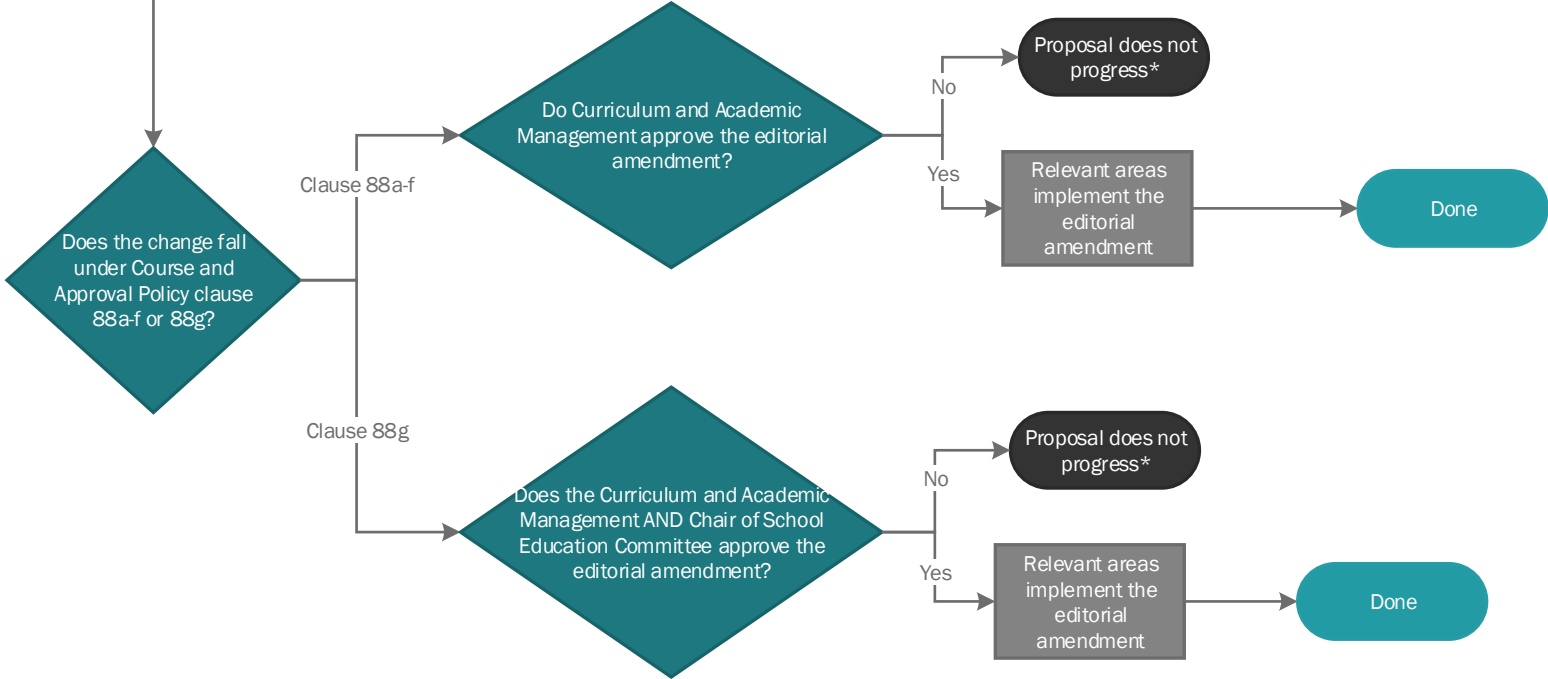 Does the change fall
under Course and
Approval Policy clause
88a-f or 88g?
Clause 88a-f
Do Curriculum and Academic
Management approve the editorial
amendment?
No
Proposal does not
progress*
Yes
Relevant areas
implement the
editorial
amendment
Done
Clause 88g
Does the Curriculum and Academic
Management AND Chair of School
Education Committee approve the
editorial amendment?
No
Proposal does not
progress*
Yes
Relevant areas
implement the
editorial
amendment
Done